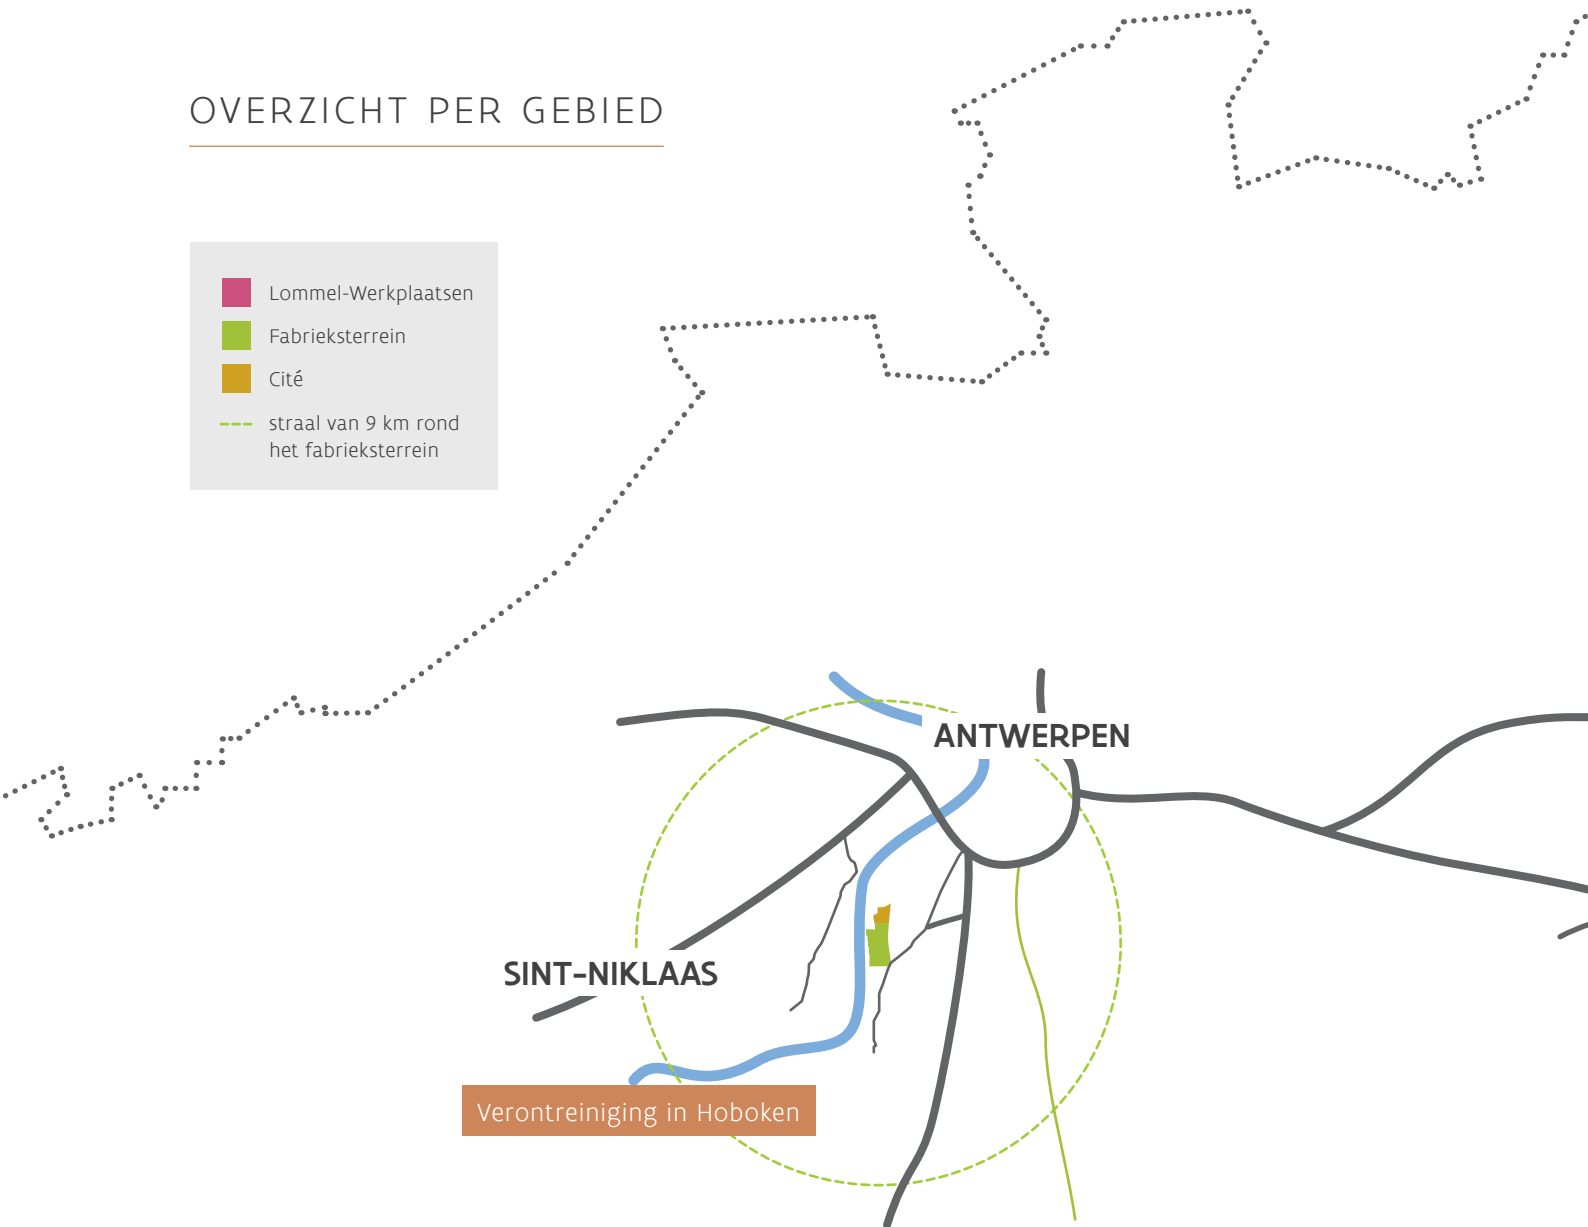 OVERZICHT PER GEBIED
Lommel-Werkplaatsen
Fabrieksterrein
Cité
straal van 9 km rond
het fabrieksterrein
ANTWERPEN
SINT-NIKLAAS
Verontreiniging in Hoboken